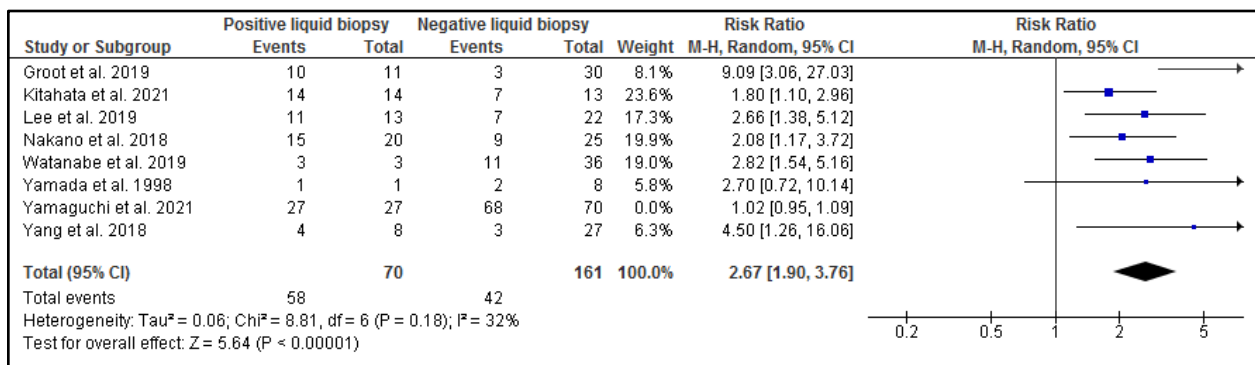 Positive liquid biopsy Negative liquid biopsy Risk Ratio Risk Ratio
Study or Subgroup Events Total Events Total Weight M-H, Random, 95% CI M-H, Random, 95% CI
Groot et al. 2019 10 11 3 30 8.1% 9.09 [3.06, 27.03]
Kitahata et al. 2021 14 14 7 13 23.6% 1.80 [1.10, 2.96]
Lee et al. 2019 11 13 7 22 17.3% 2.66 [1.38, 5.12]
Nakano et al. 2018 15 20 9 25 19.9% 2.08 [1.17, 3.72]
Watanabe et al. 2019 3 3 11 36 19.0% 2.82 [1.54, 5.16]
Yamada et al. 1998 1 1 2 8 5.8% 2.70 [0.72, 10.14]
Yamaguchi et al. 2021 27 27 68 70 0.0% 1.02 [0.95, 1.09]
Yang et al. 2018 4 8 3 27 6.3% 4.50 [1.26, 16.06]
Total (95% CI) 70 161 100.0% 2.67 [1.90, 3.76]
Total events 58 42
Heterogeneity: Tau² = 0.06; Chi² = 8.81, df = 6 (P = 0.18); I² = 32%
Test for overall effect: Z = 5.64 (P < 0.00001)
0.2 0.5 1 2 5